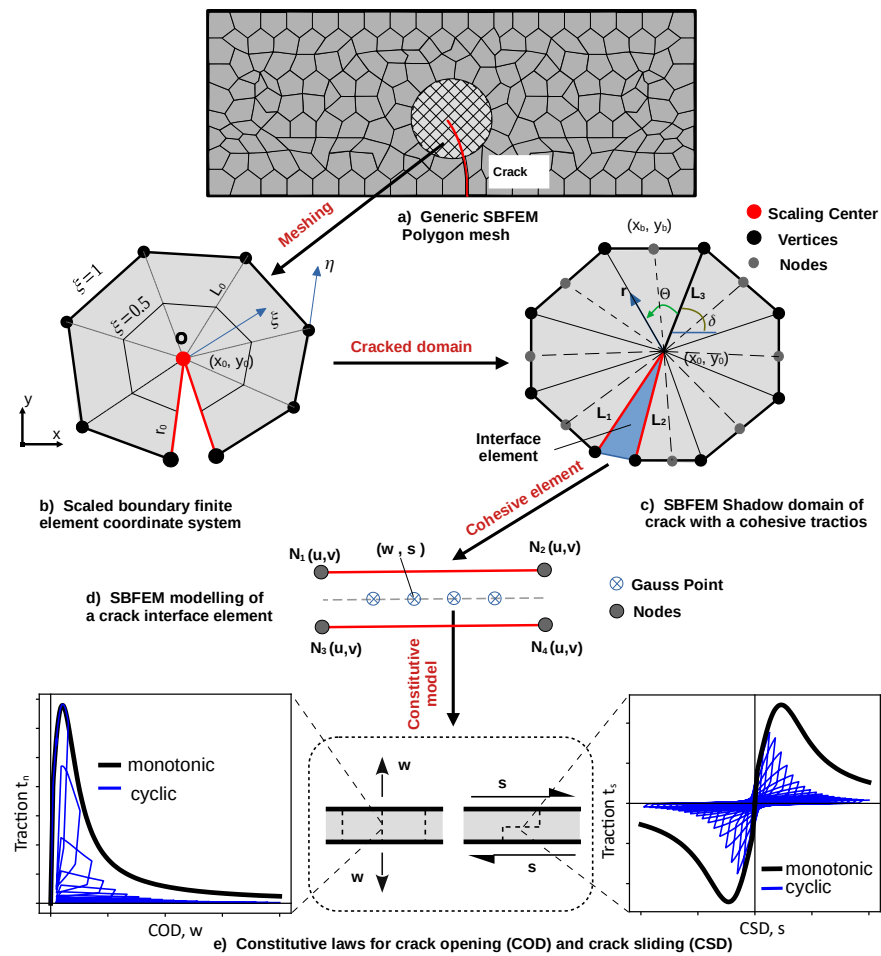 Crack
a) Generic SBFEM
Polygon mesh
Meshing
ξ=1
ξ=0.5
L₀
η
ξ
O
(x₀, y₀)
r₀
y
x
b) Scaled boundary finite
element coordinate system
Cracked domain
(x_b, y_b)
Scaling Center
Vertices
Nodes
r
Θ
L₃
δ
(x₀, y₀)
L₁
L₂
Interface
element
c) SBFEM Shadow domain of
crack with a cohesive tractios
Cohesive element
N₁(u,v)
(w , s )
N₂(u,v)
Gauss Point
Nodes
d) SBFEM modelling of
a crack interface element
N₃(u,v)
N₄(u,v)
Constitutive
model
Traction t_n
monotonic
cyclic
COD, w
w
w
s
s
Traction t_s
monotonic
cyclic
CSD, s
e) Constitutive laws for crack opening (COD) and crack sliding (CSD)